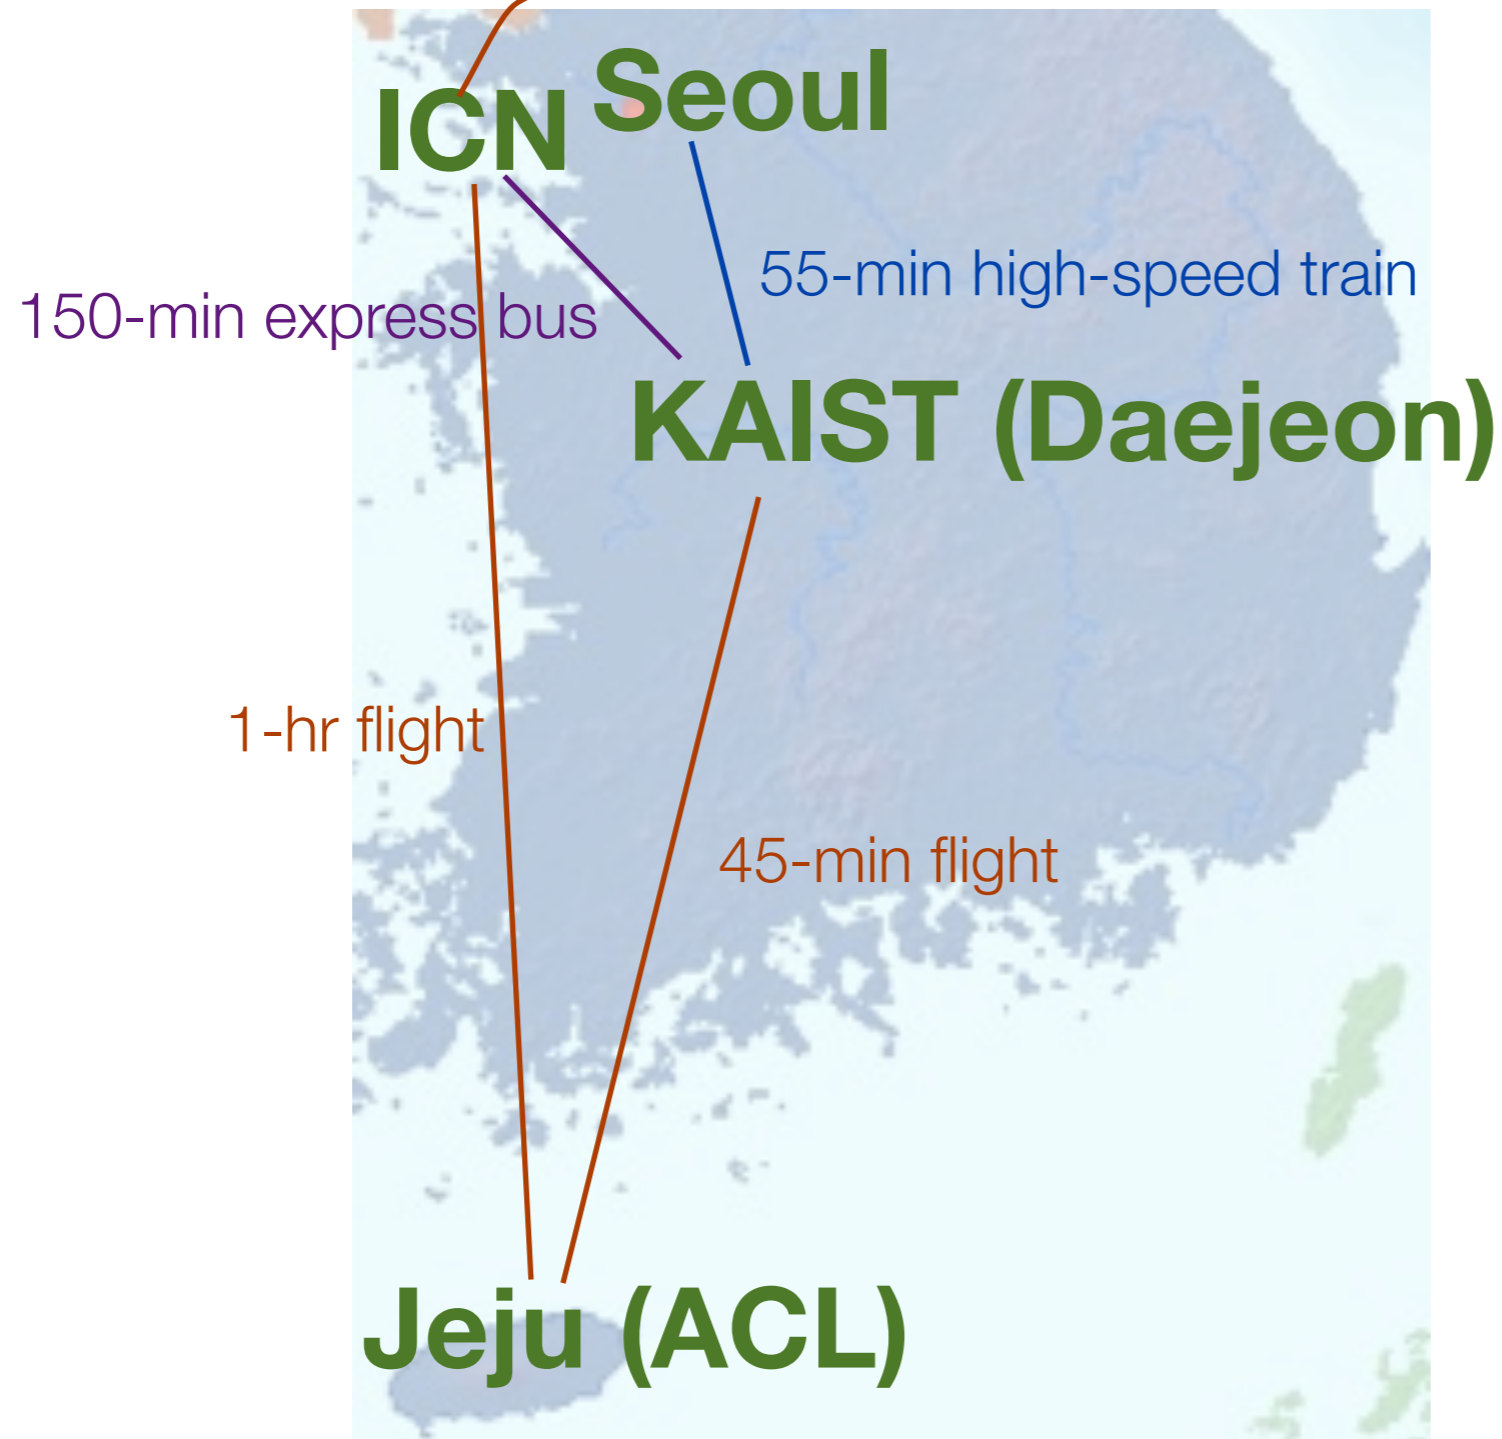 ICN
Seoul
55-min high-speed train
150-min express bus
KAIST (Daejeon)
1-hr flight
45-min flight
Jeju (ACL)